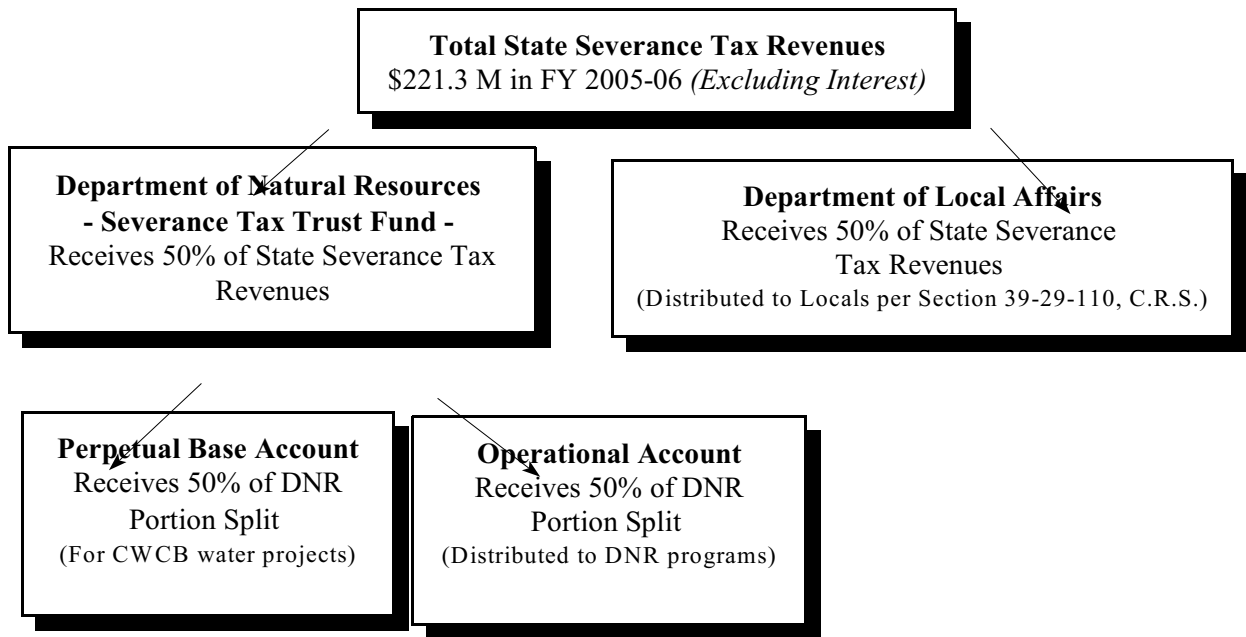 Total State Severance Tax Revenues
$221.3 M in FY 2005-06 (Excluding Interest)
Department of Natural Resources
- Severance Tax Trust Fund -
Receives 50% of State Severance Tax
Revenues
Department of Local Affairs
Receives 50% of State Severance
Tax Revenues
(Distributed to Locals per Section 39-29-110, C.R.S.)
Perpetual Base Account
Receives 50% of DNR
Portion Split
(For CWCB water projects)
Operational Account
Receives 50% of DNR
Portion Split
(Distributed to DNR programs)